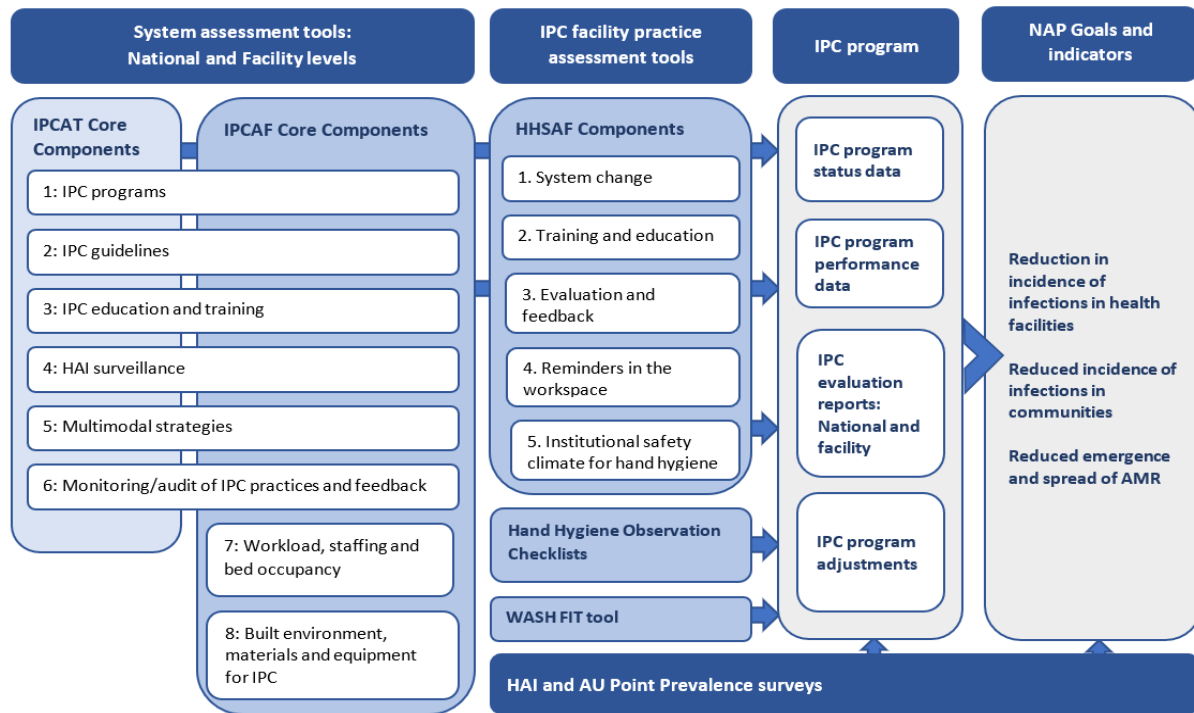 System assessment tools:
National and Facility levels
IPC facility practice
assessment tools
IPC program
NAP Goals and
indicators
IPCAT Core
Components
IPCAF Core Components
1: IPC programs
2: IPC guidelines
3: IPC education and training
4: HAI surveillance
5: Multimodal strategies
6: Monitoring/audit of IPC practices and feedback
7: Workload, staffing and
bed occupancy
8: Built environment,
materials and equipment
for IPC
HHSAF Components
1. System change
2. Training and education
3. Evaluation and
feedback
4. Reminders in the
workspace
5. Institutional safety
climate for hand hygiene
Hand Hygiene Observation
Checklists
WASH FIT tool
HAI and AU Point Prevalence surveys
IPC program
status data
IPC program
performance
data
IPC
evaluation
reports:
National and
facility
IPC program
adjustments
Reduction in
incidence of
infections in health
facilities
Reduced incidence of
infections in
communities
Reduced emergence
and spread of AMR